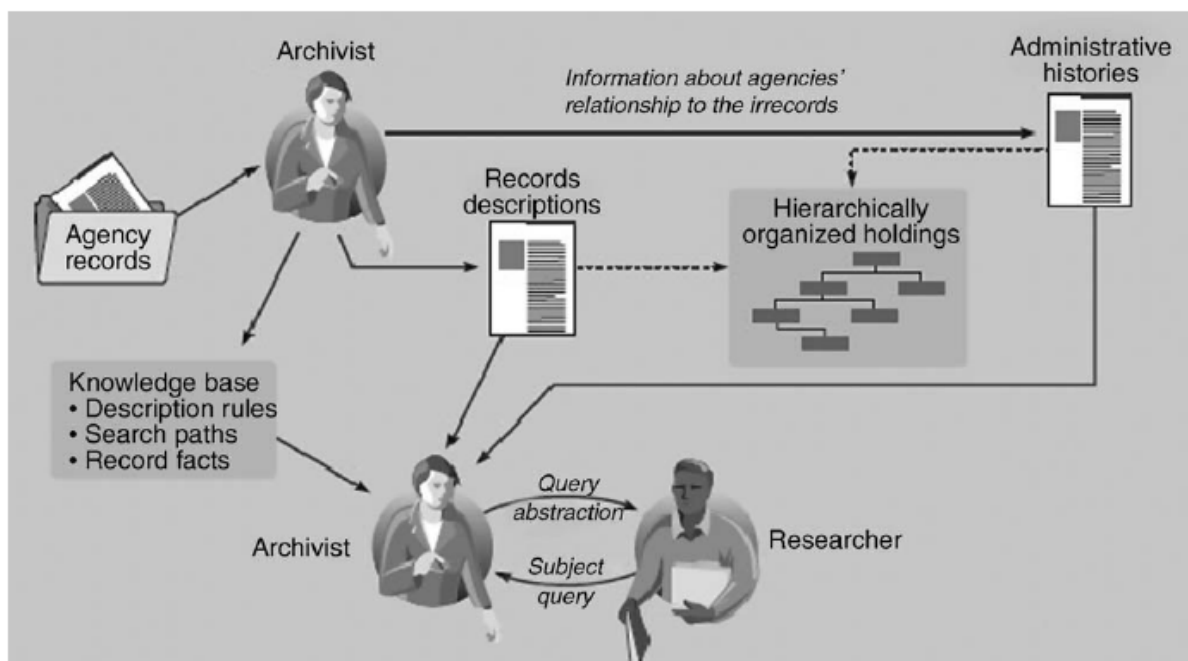 Archivist
Information about agencies'
relationship to the irrecords
Administrative
histories
Agency
records
Records
descriptions
Hierarchically
organized holdings
Knowledge base
• Description rules
• Search paths
• Record facts
Archivist
Query
abstraction
Subject
query
Researcher